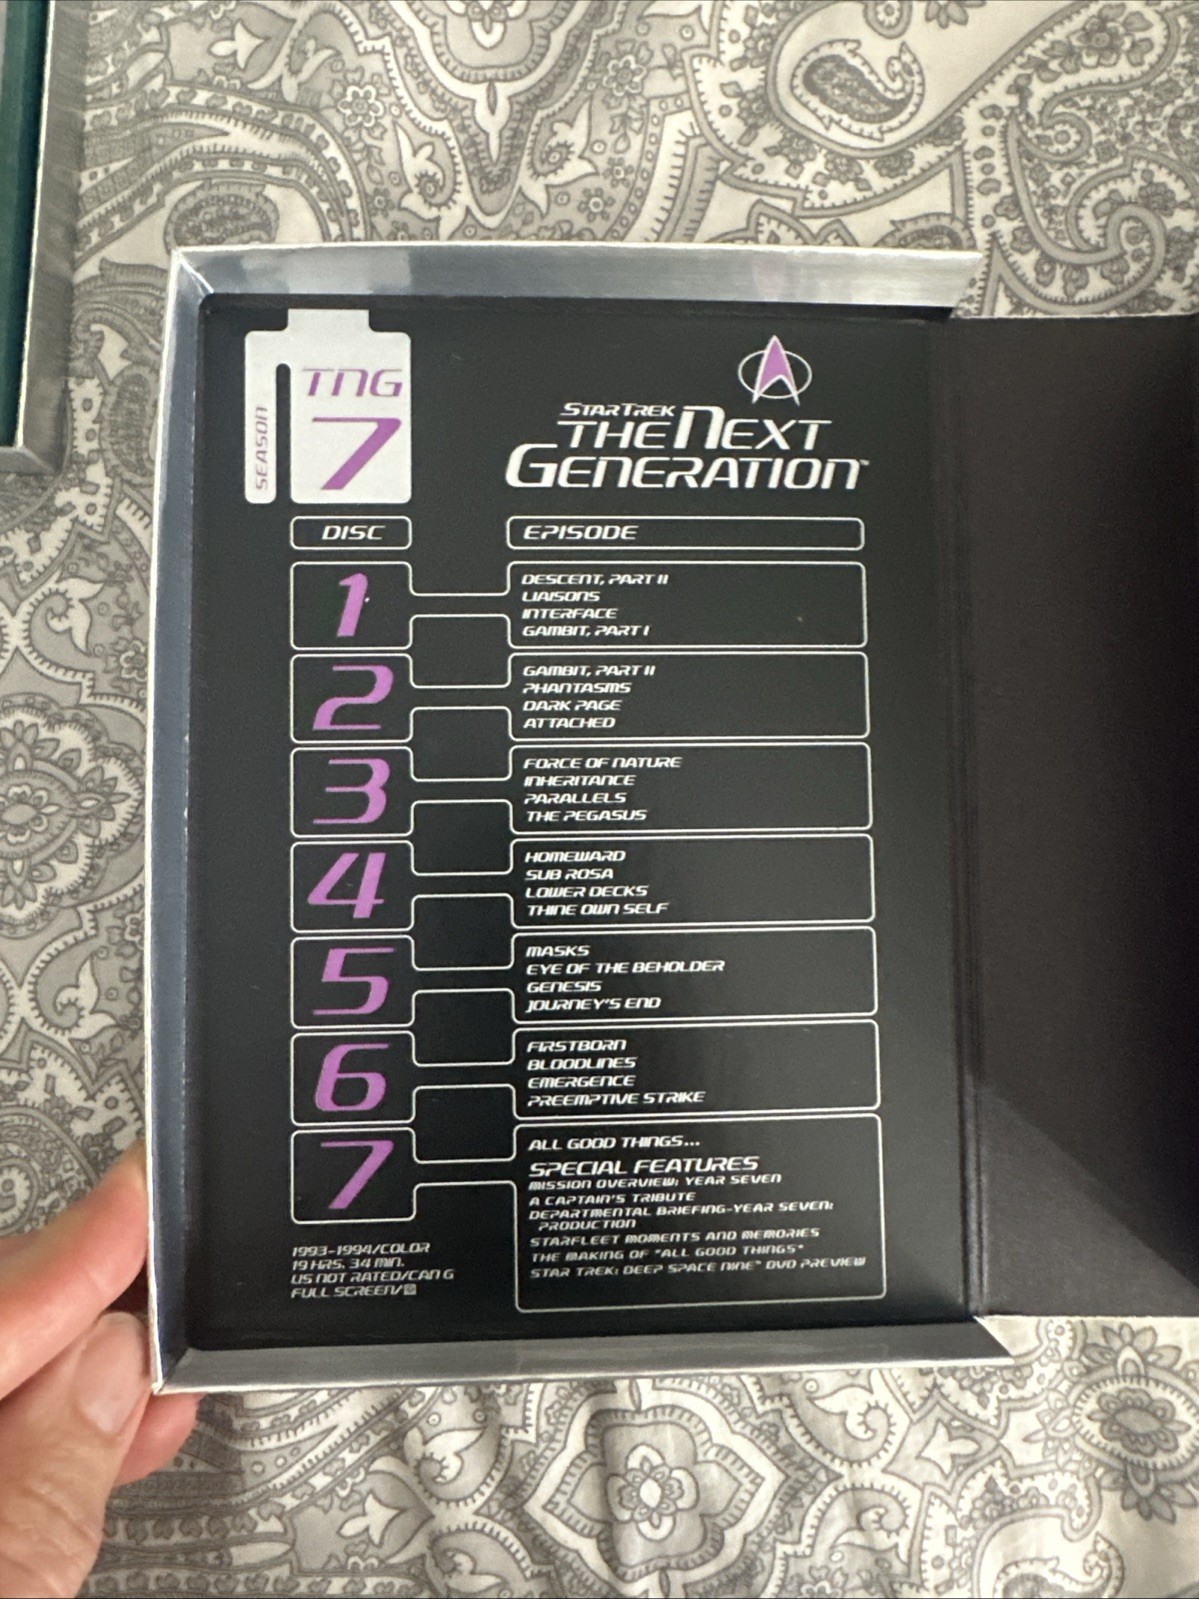 SEASON
TNG
7
STAR TREK
THE NEXT
GENERATION™
DISC
EPISODE
1
DESCENT, PART II
LIAISONS
INTERFACE
GAMBIT, PART I
2
GAMBIT, PART II
PHANTASMS
DARK PAGE
ATTACHED
3
FORCE OF NATURE
INHERITANCE
PARALLELS
THE PEGASUS
4
HOMEWARD
SUB ROSA
LOWER DECKS
THINE OWN SELF
5
MASKS
EYE OF THE BEHOLDER
GENESIS
JOURNEY'S END
6
FIRSTBORN
BLOODLINES
EMERGENCE
PREEMPTIVE STRIKE
7
ALL GOOD THINGS...
SPECIAL FEATURES
MISSION OVERVIEW: YEAR SEVEN
A CAPTAIN'S TRIBUTE
DEPARTMENTAL BRIEFING-YEAR SEVEN:
PRODUCTION
STARFLEET MOMENTS AND MEMORIES
THE MAKING OF "ALL GOOD THINGS"
STAR TREK: DEEP SPACE NINE™ DVD PREVIEW
1993-1994/COLOR
19 HRS. 34 MIN.
US NOT RATED/CAN G
FULL SCREEN/